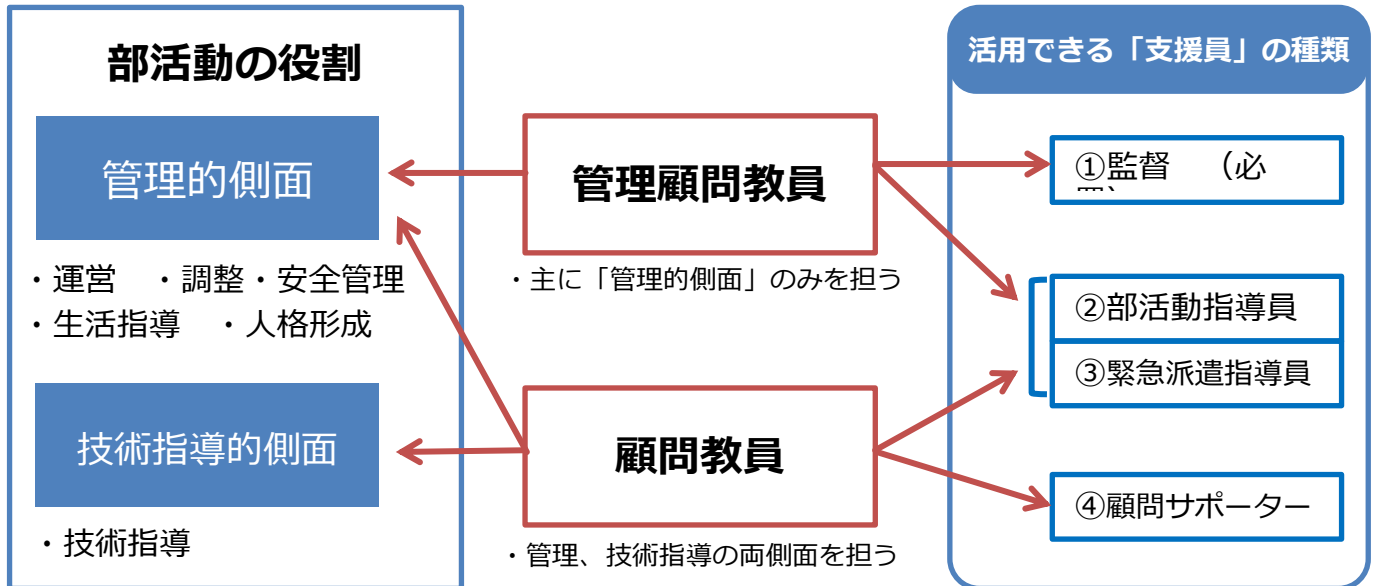 部活動の役割
管理的側面
・運営　・調整・安全管理
・生活指導　・人格形成
技術指導的側面
・技術指導
管理顧問教員
・主に「管理的側面」のみを担う
顧問教員
・管理、技術指導の両側面を担う
活用できる「支援員」の種類
①監督　（必
②部活動指導員
③緊急派遣指導員
④顧問サポーター